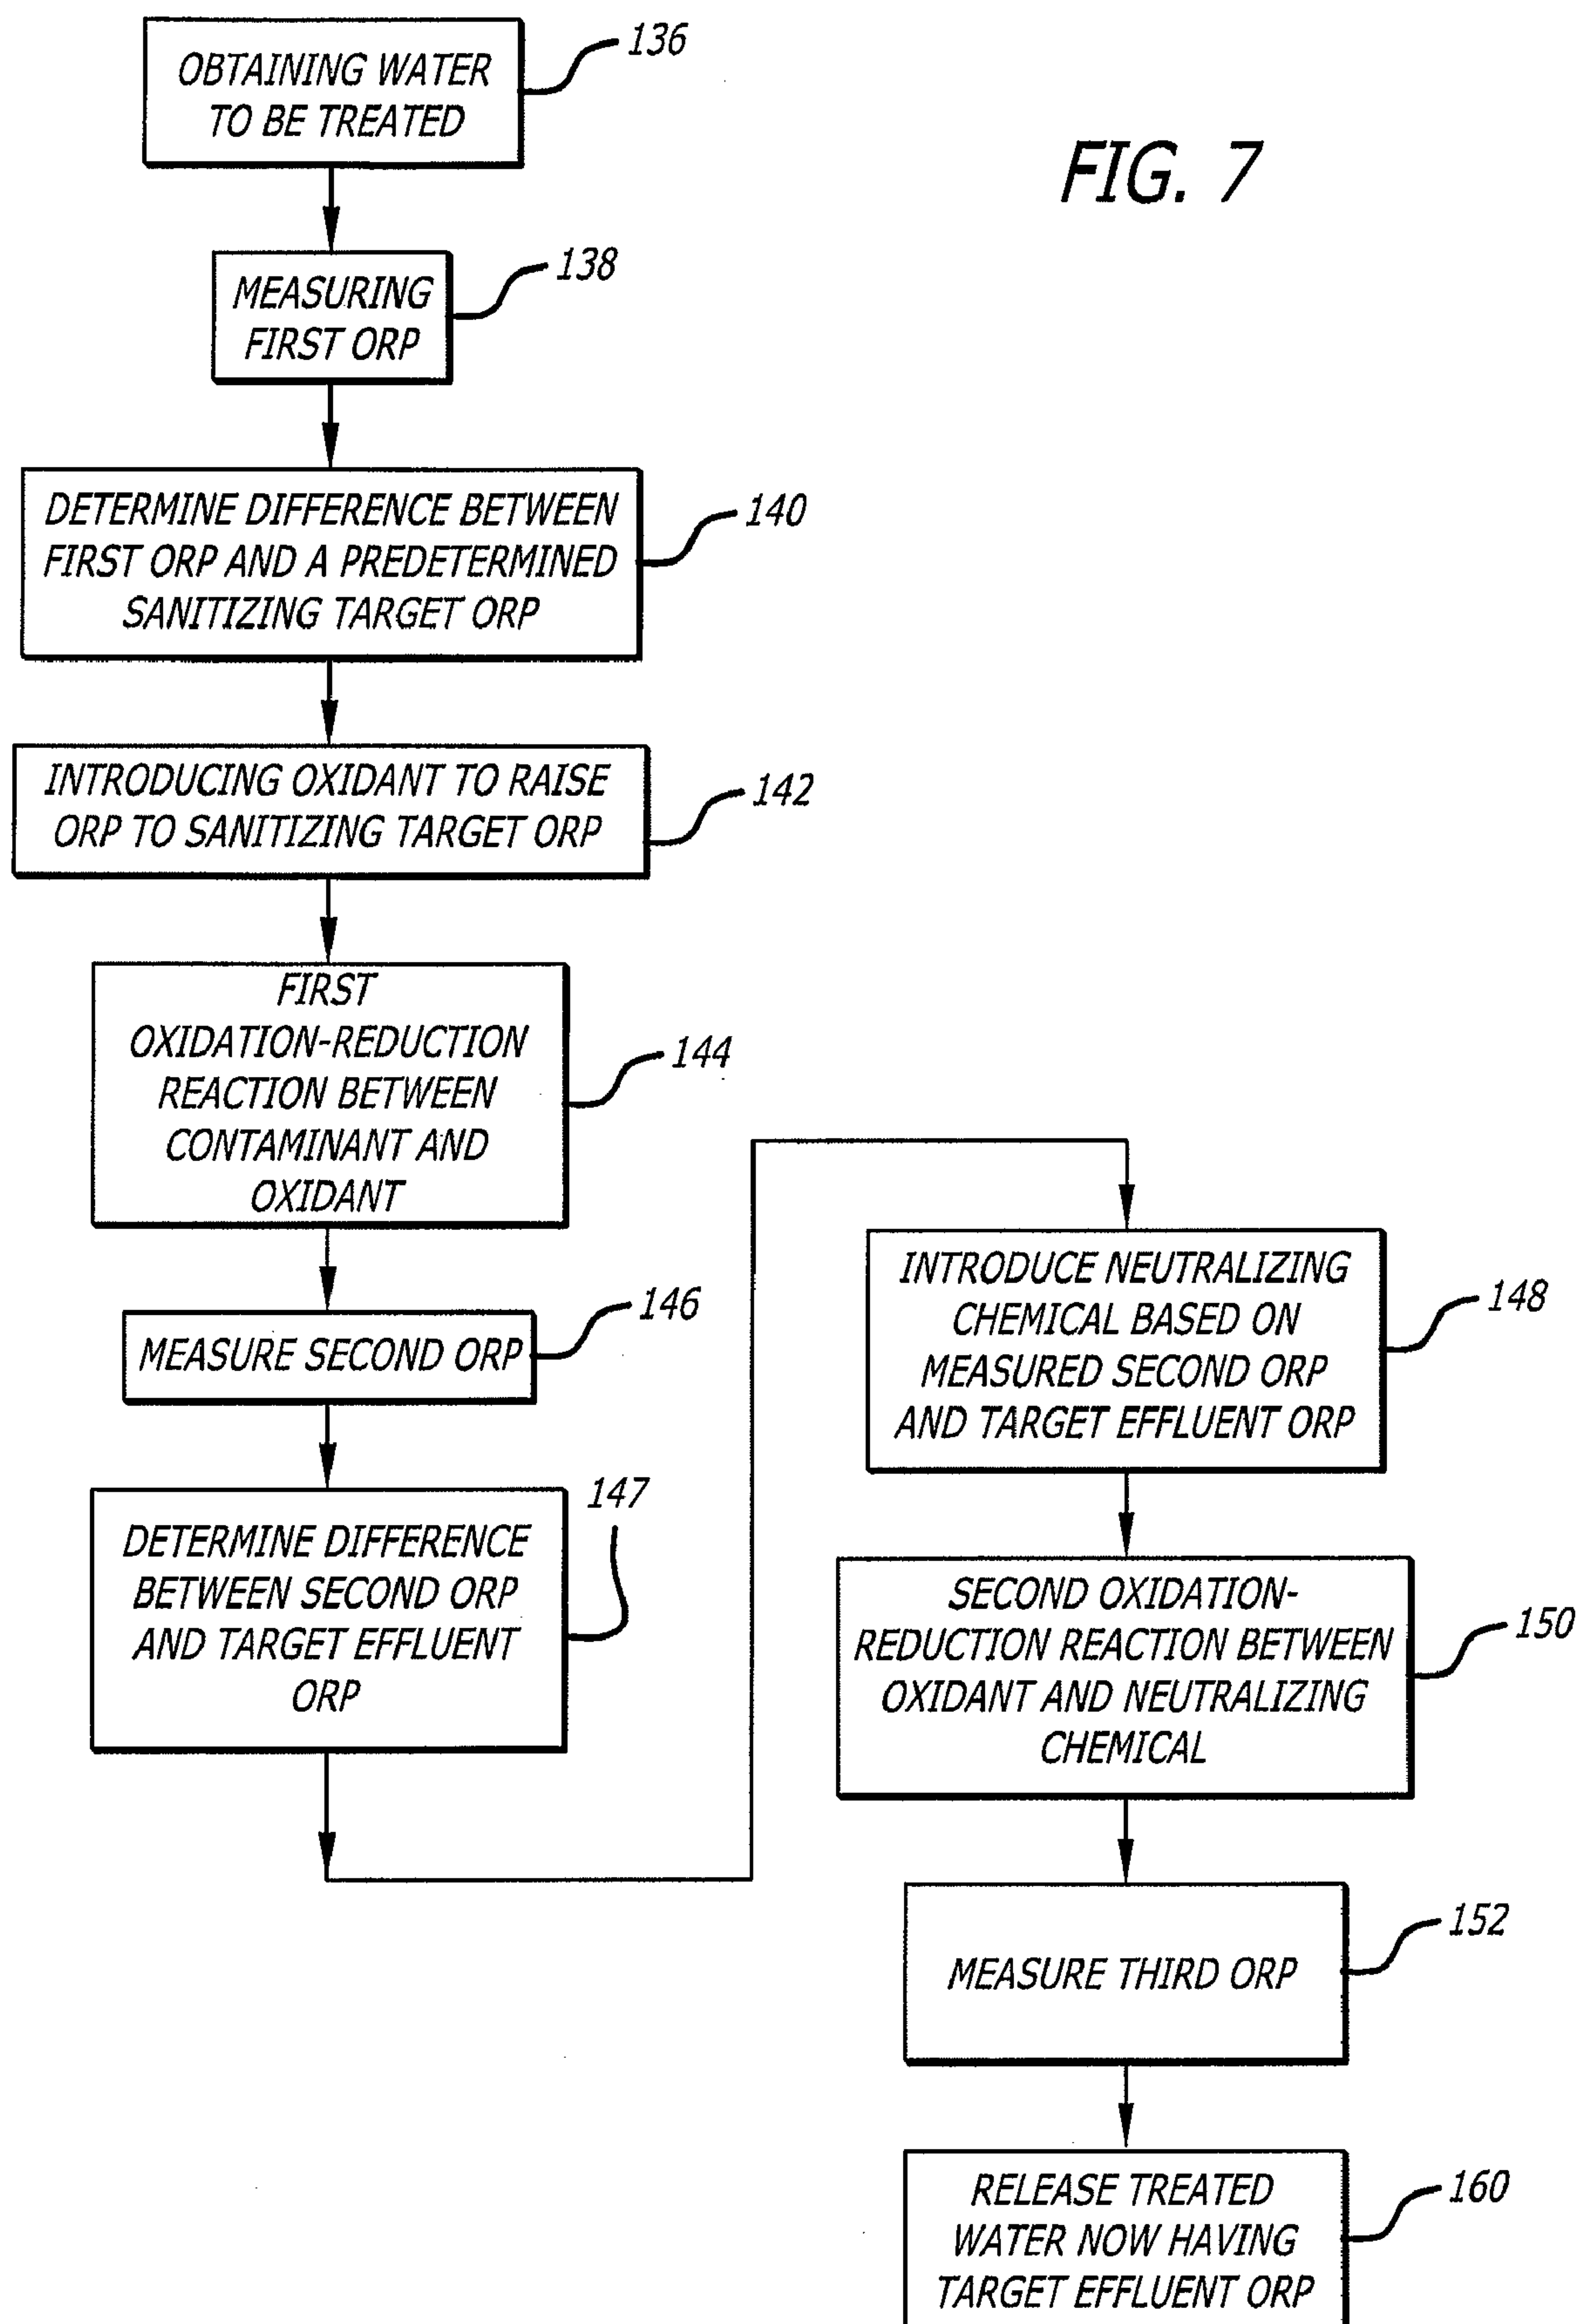 OBTAINING WATER
TO BE TREATED
136
FIG. 7
MEASURING
FIRST ORP
138
DETERMINE DIFFERENCE BETWEEN
FIRST ORP AND A PREDETERMINED
SANITIZING TARGET ORP
140
INTRODUCING OXIDANT TO RAISE
ORP TO SANITIZING TARGET ORP
142
FIRST
OXIDATION-REDUCTION
REACTION BETWEEN
CONTAMINANT AND
OXIDANT
144
MEASURE SECOND ORP
146
DETERMINE DIFFERENCE
BETWEEN SECOND ORP
AND TARGET EFFLUENT
ORP
147
INTRODUCE NEUTRALIZING
CHEMICAL BASED ON
MEASURED SECOND ORP
AND TARGET EFFLUENT ORP
148
SECOND OXIDATION-
REDUCTION REACTION BETWEEN
OXIDANT AND NEUTRALIZING
CHEMICAL
150
MEASURE THIRD ORP
152
RELEASE TREATED
WATER NOW HAVING
TARGET EFFLUENT ORP
160